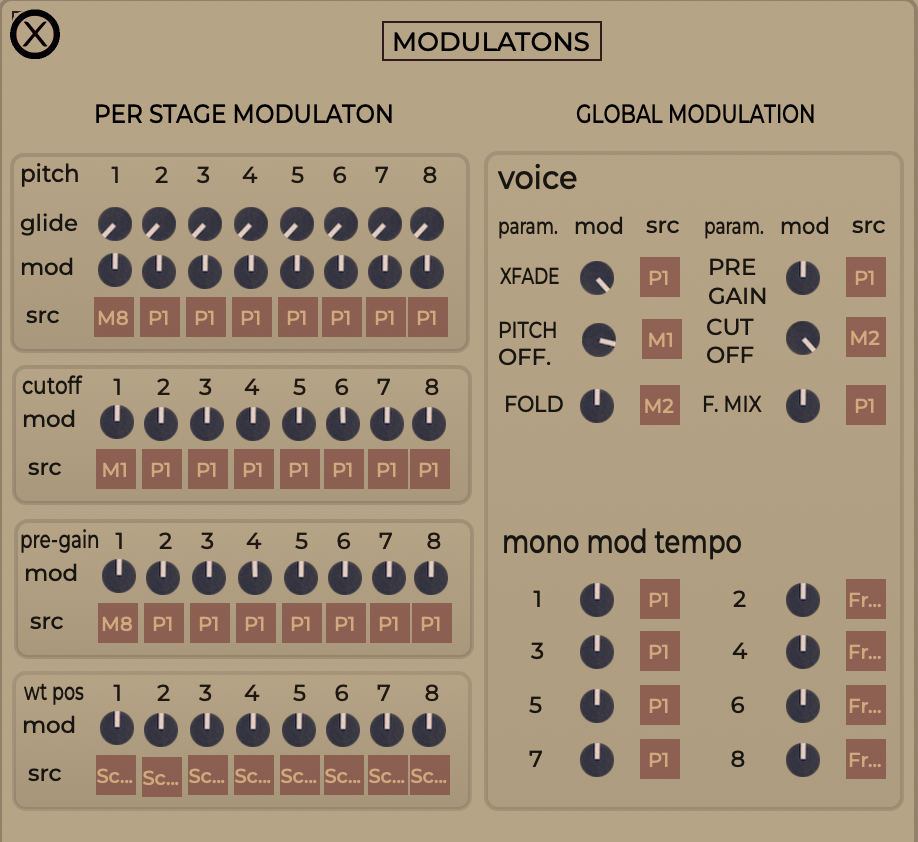 X
MODULATONS
PER STAGE MODULATON
pitch 1 2 3 4 5 6 7 8
glide
mod
src M8 P1 P1 P1 P1 P1 P1 P1
cutoff 1 2 3 4 5 6 7 8
mod
src M1 P1 P1 P1 P1 P1 P1 P1
pre-gain 1 2 3 4 5 6 7 8
mod
src M8 P1 P1 P1 P1 P1 P1 P1
wt pos 1 2 3 4 5 6 7 8
mod
src Sc... Sc... Sc... Sc... Sc... Sc... Sc... Sc...
GLOBAL MODULATION
voice
param. mod src param. mod src
XFADE P1 PRE GAIN P1
PITCH OFF. M1 CUT OFF M2
FOLD M2 F. MIX P1
mono mod tempo
1 P1 2 Fr...
3 P1 4 Fr...
5 P1 6 Fr...
7 P1 8 Fr...